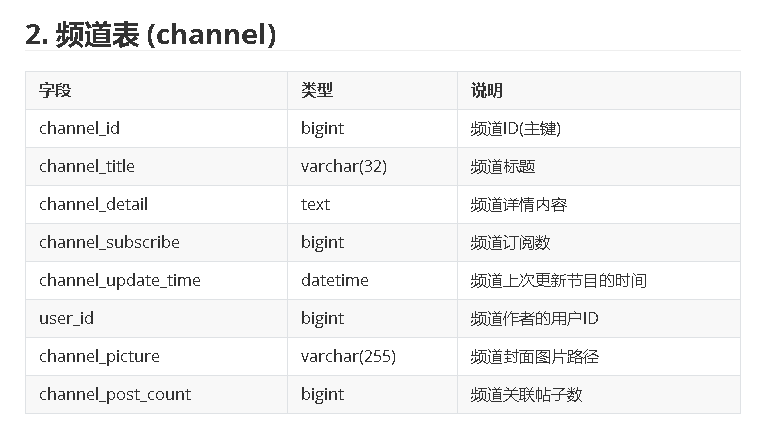 2. 频道表 (channel)
字段 类型 说明
channel_id bigint 频道ID(主键)
channel_title varchar(32) 频道标题
channel_detail text 频道详情内容
channel_subscribe bigint 频道订阅数
channel_update_time datetime 频道上次更新节目的时间
user_id bigint 频道作者的用户ID
channel_picture varchar(255) 频道封面图片路径
channel_post_count bigint 频道关联帖子数